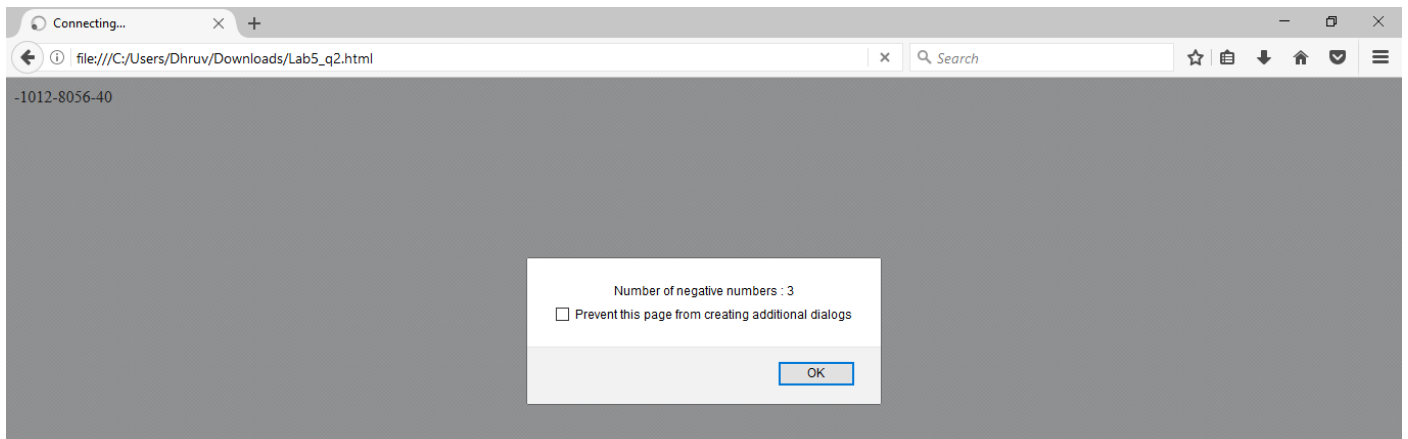 Connecting...
file:///C:/Users/Dhruv/Downloads/Lab5_q2.html
Search
-1012-8056-40
Number of negative numbers : 3
Prevent this page from creating additional dialogs
OK